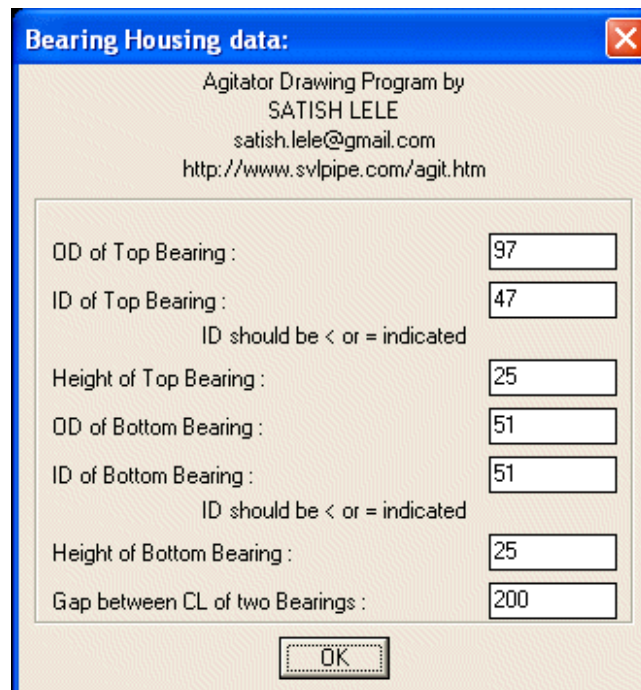 Bearing Housing data:
Agitator Drawing Program by
SATISH LELE
satish.lele@gmail.com
http://www.svlpipe.com/agit.htm
OD of Top Bearing : 97
ID of Top Bearing : 47
ID should be < or = indicated
Height of Top Bearing : 25
OD of Bottom Bearing : 51
ID of Bottom Bearing : 51
ID should be < or = indicated
Height of Bottom Bearing : 25
Gap between CL of two Bearings : 200
OK